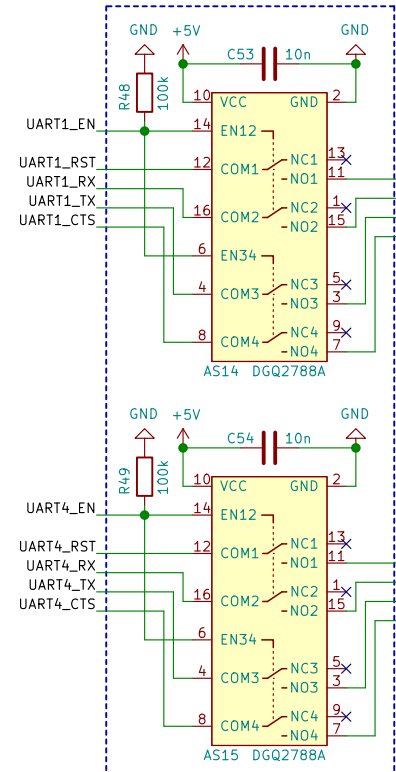 GND +5V GND
C53 10n
R48 100k
10 VCC GND 2
UART1_EN 14 EN12
NC1 13
UART1_RST 12 COM1 NO1 11
UART1_RX
UART1_TX 16 COM2 NC2 1
UART1_CTS NO2 15
6 EN34
NC3 5
4 COM3 NO3 3
NC4 9
8 COM4 NO4 7
AS14 DGQ2788A
GND +5V GND
C54 10n
R49 100k
10 VCC GND 2
UART4_EN 14 EN12
NC1 13
UART4_RST 12 COM1 NO1 11
UART4_RX
UART4_TX 16 COM2 NC2 1
UART4_CTS NO2 15
6 EN34
NC3 5
4 COM3 NO3 3
NC4 9
8 COM4 NO4 7
AS15 DGQ2788A